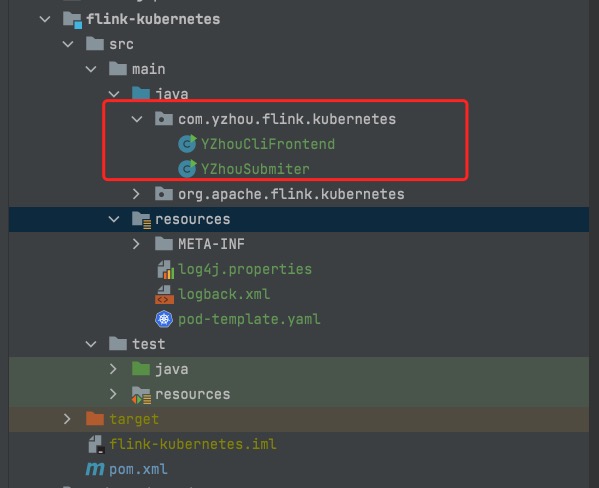 flink-kubernetes
src
main
java
com.yzhou.flink.kubernetes
YZhouCliFrontend
YZhouSubmiter
org.apache.flink.kubernetes
resources
META-INF
log4j.properties
logback.xml
pod-template.yaml
test
java
resources
target
flink-kubernetes.iml
pom.xml